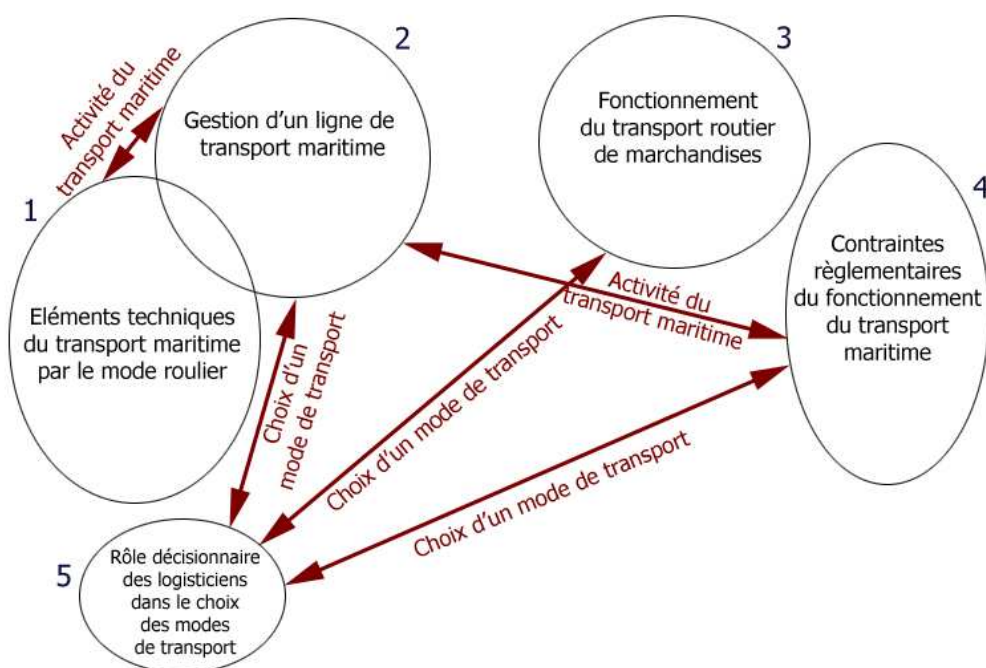 1
Eléments techniques
du transport maritime
par le mode roulier
Activité du
transport maritime
2
Gestion d'un ligne de
transport maritime
3
Fonctionnement
du transport routier
de marchandises
4
Contraintes
règlementaires
du fonctionnement
du transport
maritime
Activité du
transport maritime
Choix d'un
mode de transport
Choix d'un mode de transport
Choix d'un mode de transport
5
Rôle décisionnaire
des logisticiens
dans le choix
des modes
de transport